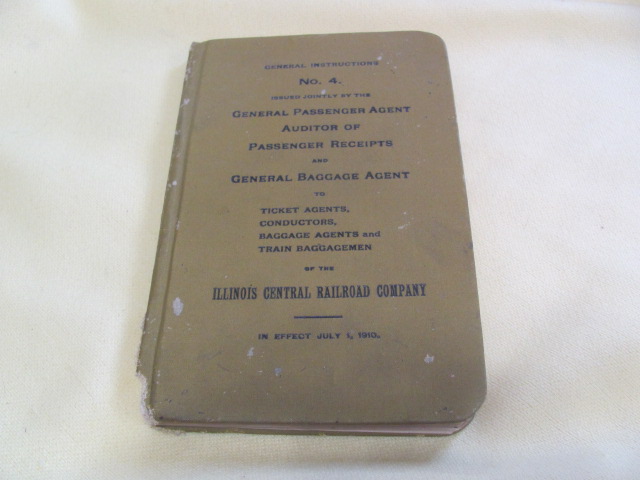 GENERAL INSTRUCTIONS
No. 4.
ISSUED JOINTLY BY THE
GENERAL PASSENGER AGENT
AUDITOR OF
PASSENGER RECEIPTS
AND
GENERAL BAGGAGE AGENT
TO
TICKET AGENTS,
CONDUCTORS,
BAGGAGE AGENTS and
TRAIN BAGGAGEMEN
OF THE
ILLINOIS CENTRAL RAILROAD COMPANY
IN EFFECT JULY 1, 1910.